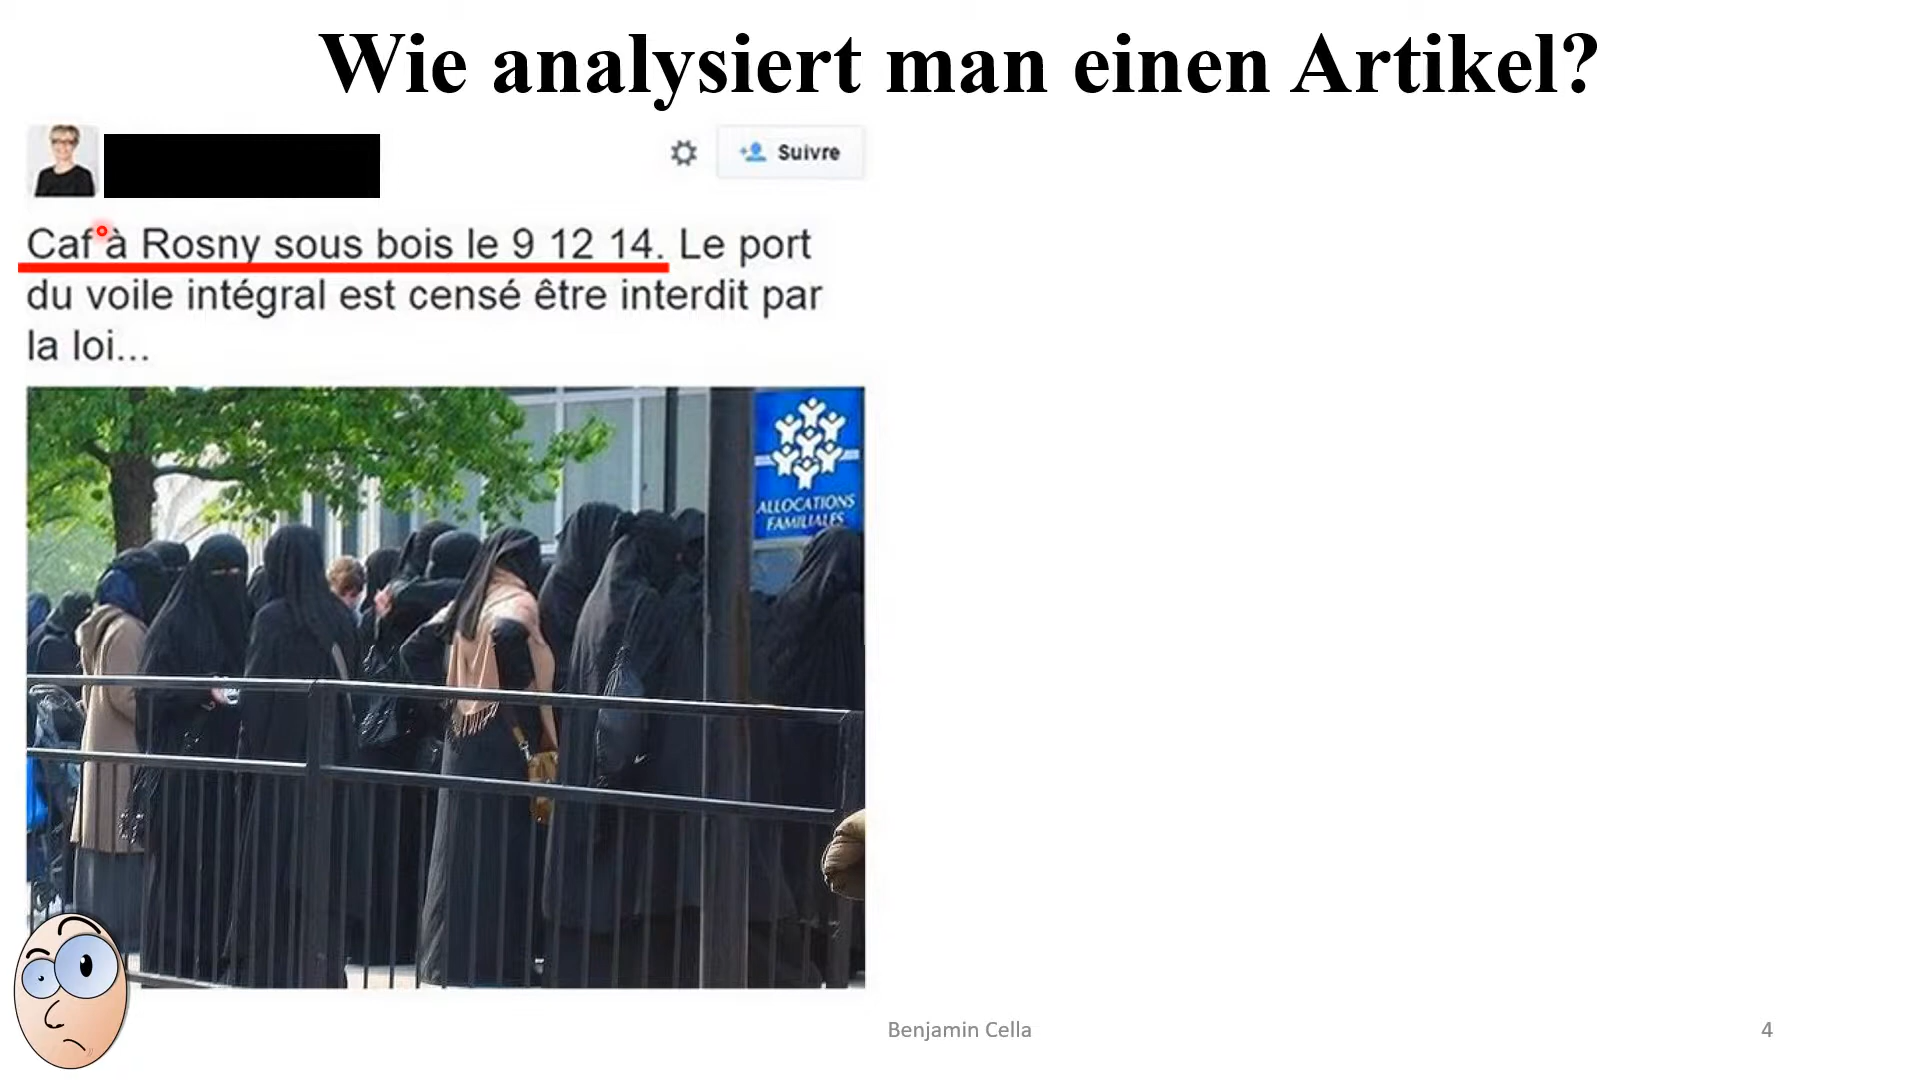 Wie analysiert man einen Artikel?
Suivre
Caf à Rosny sous bois le 9 12 14. Le port
du voile intégral est censé être interdit par
la loi...
ALLOCATIONS
FAMILIALES
Benjamin Cella
4